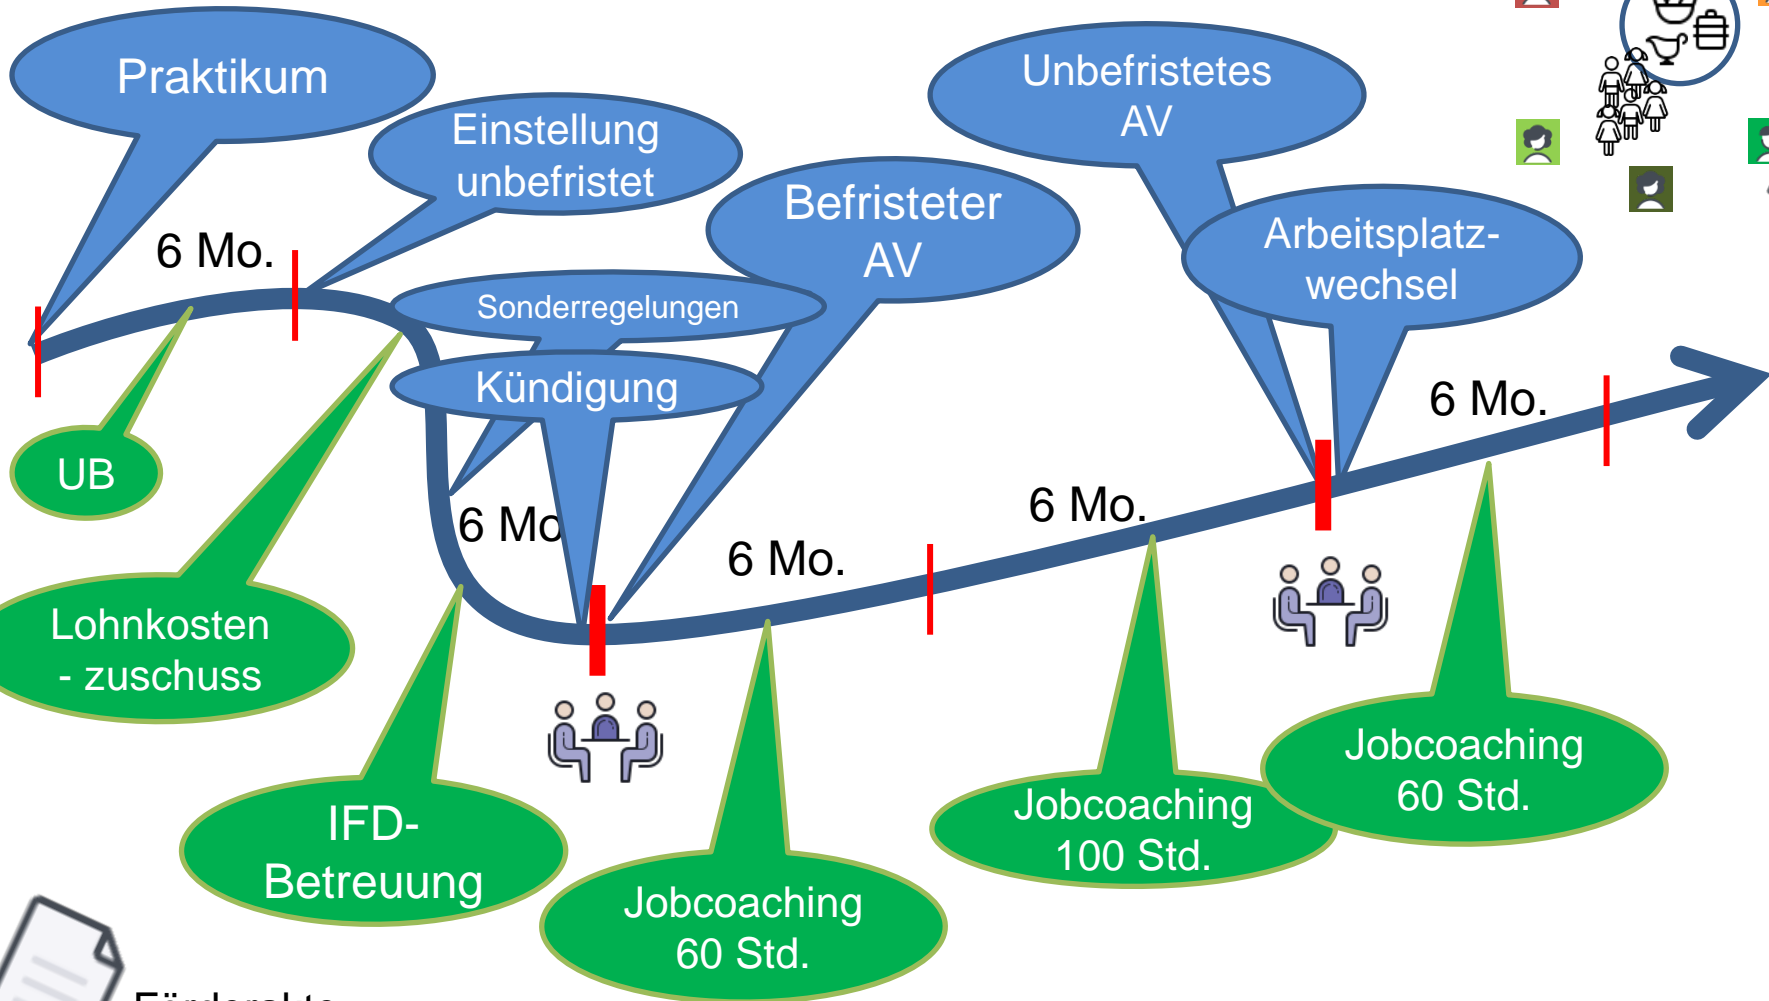 Praktikum
Einstellung
unbefristet
Unbefristetes
AV
Befristeter
AV
Arbeitsplatz-
wechsel
6 Mo.
Sonderregelungen
Kündigung
6 Mo.
UB
6 Mo
6 Mo.
6 Mo.
Lohnkosten
- zuschuss
IFD-
Betreuung
Jobcoaching
60 Std.
Jobcoaching
100 Std.
Jobcoaching
60 Std.
Förderakte